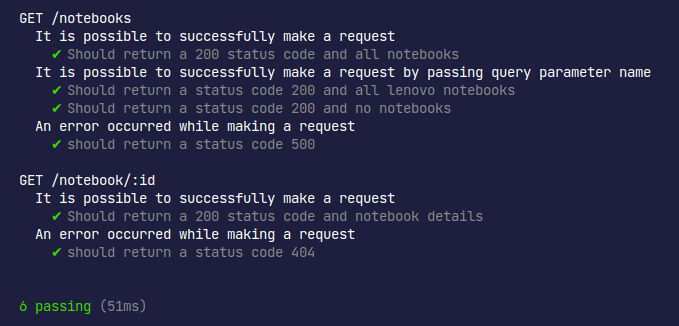 GET /notebooks
It is possible to successfully make a request
✔ Should return a 200 status code and all notebooks
It is possible to successfully make a request by passing query parameter name
✔ Should return a status code 200 and all lenovo notebooks
✔ Should return a status code 200 and no notebooks
An error occurred while making a request
✔ should return a status code 500
GET /notebook/:id
It is possible to successfully make a request
✔ Should return a 200 status code and notebook details
An error occurred while making a request
✔ should return a status code 404
6 passing (51ms)